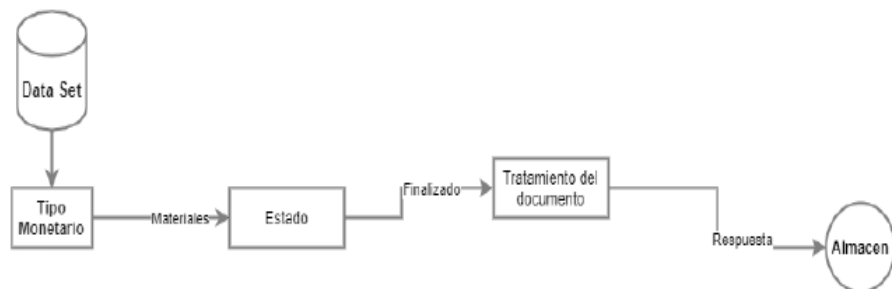 Data Set
Tipo
Monetario
Materiales
Estado
Finalizado
Tratamiento del
documento
Respuesta
Almacen